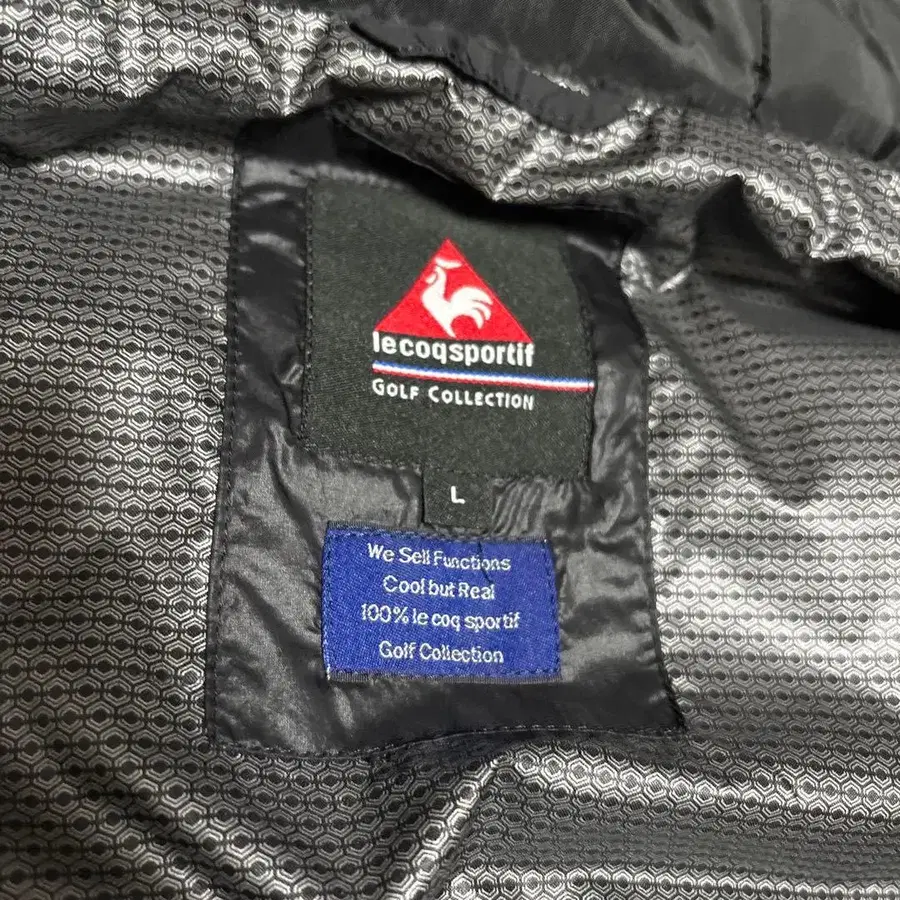 lecoqsportif
GOLF COLLECTION
L
We Sell Functions
Cool but Real
100% le coq sportif
Golf Collection